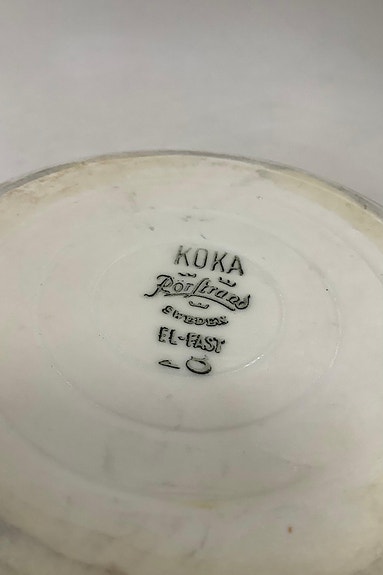 KOKA
Rörstrand
SWEDEN
EL-FAST